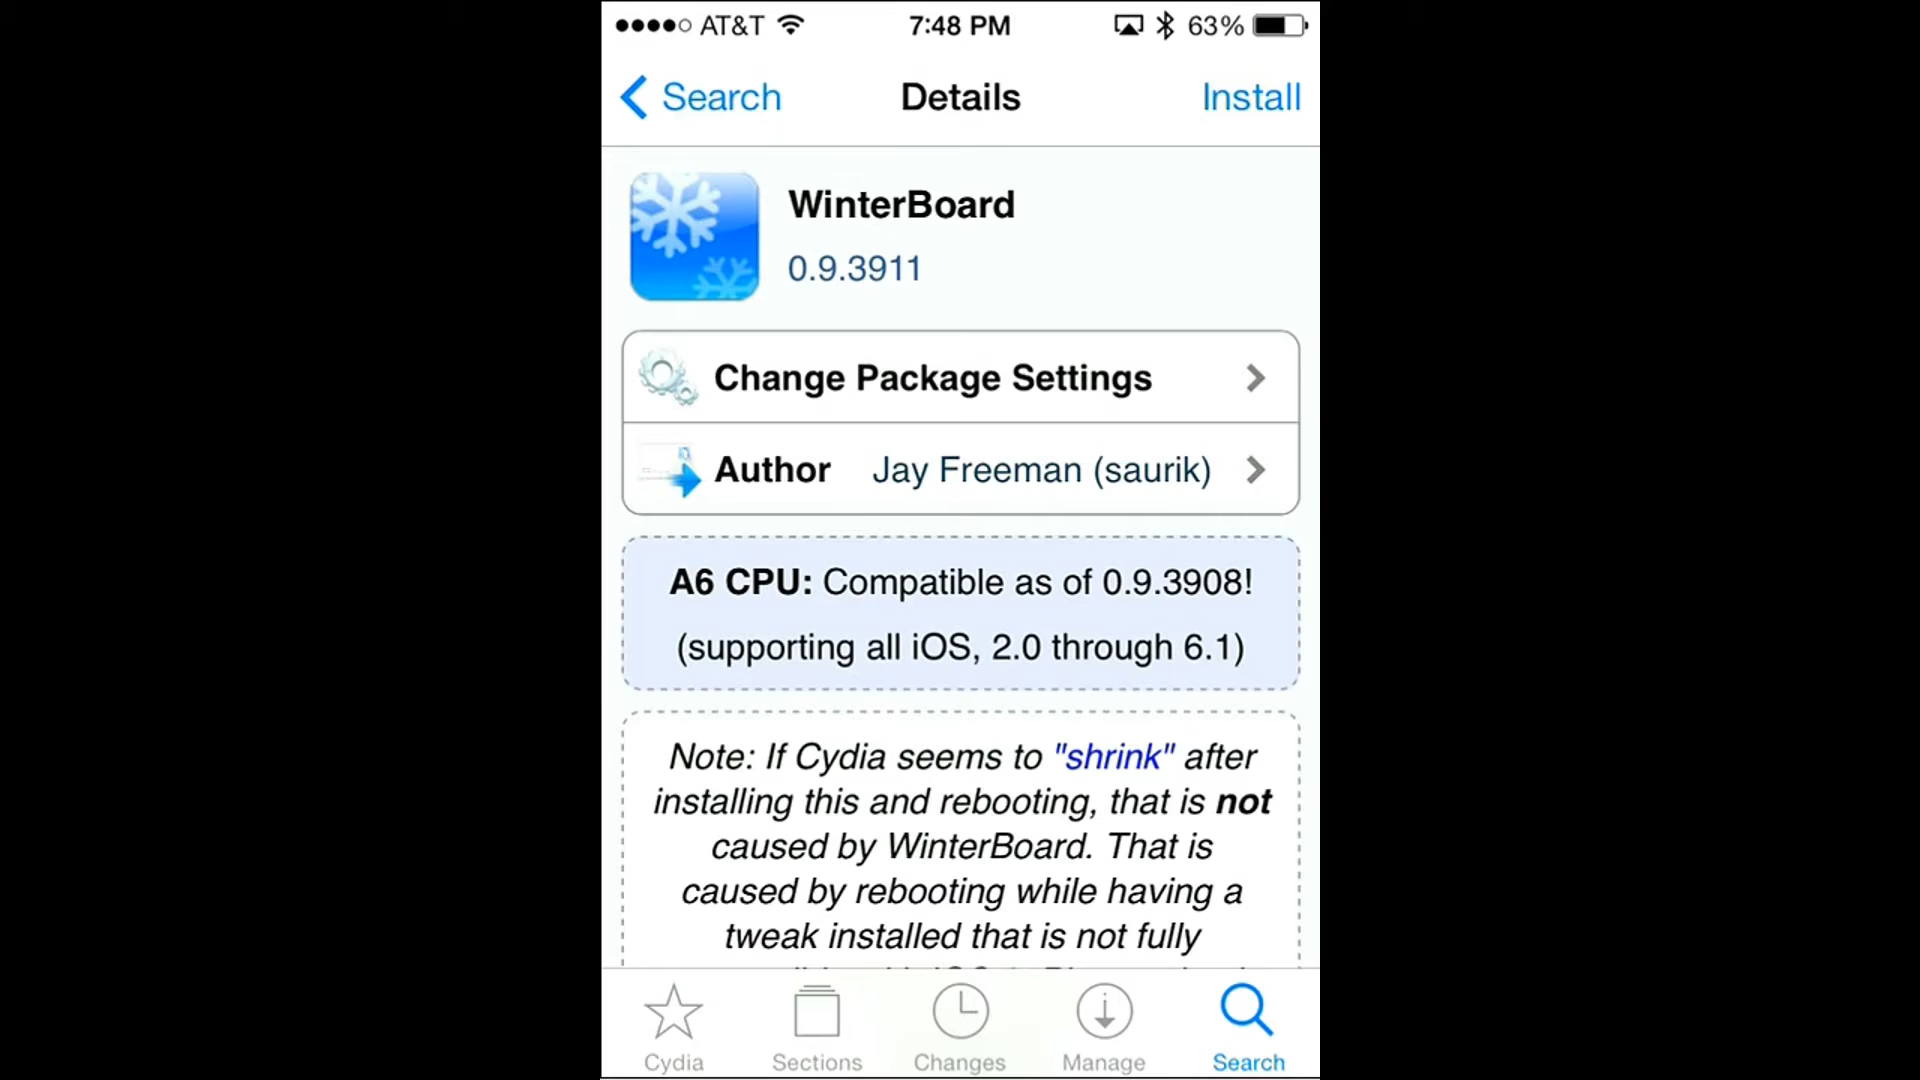 AT&T 7:48 PM 63%
Search Details Install
WinterBoard
0.9.3911
Change Package Settings
Author Jay Freeman (saurik)
A6 CPU: Compatible as of 0.9.3908!
(supporting all iOS, 2.0 through 6.1)
Note: If Cydia seems to "shrink" after
installing this and rebooting, that is not
caused by WinterBoard. That is
caused by rebooting while having a
tweak installed that is not fully
Cydia Sections Changes Manage Search